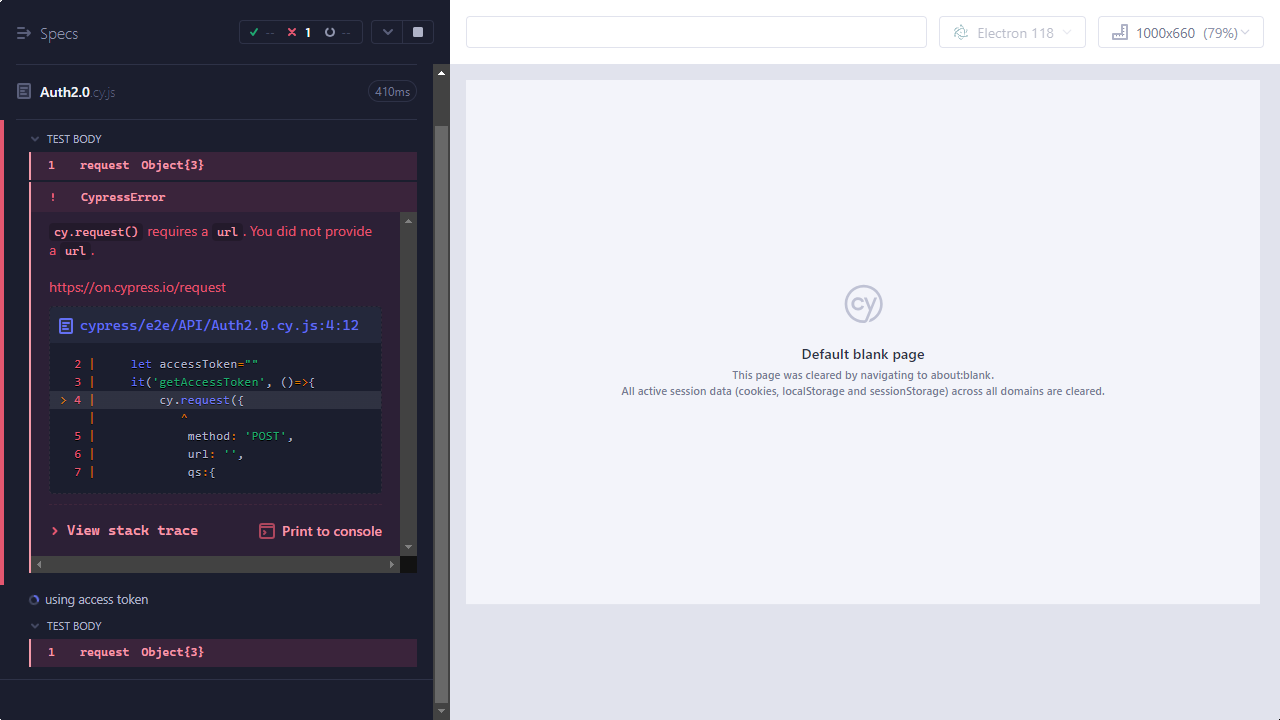 Specs
--
1
--
Electron 118
1000x660 (79%)
Auth2.0.cy.js
410ms
TEST BODY
1 request Object{3}
! CypressError
cy.request() requires a url. You did not provide
a url.
https://on.cypress.io/request
cypress/e2e/API/Auth2.0.cy.js:4:12
2 | let accessToken=""
3 | it('getAccessToken', ()=>{
> 4 | cy.request({
| ^
5 | method: 'POST',
6 | url: '',
7 | qs:{
View stack trace
Print to console
using access token
TEST BODY
1 request Object{3}
cy
Default blank page
This page was cleared by navigating to about:blank.
All active session data (cookies, localStorage and sessionStorage) across all domains are cleared.